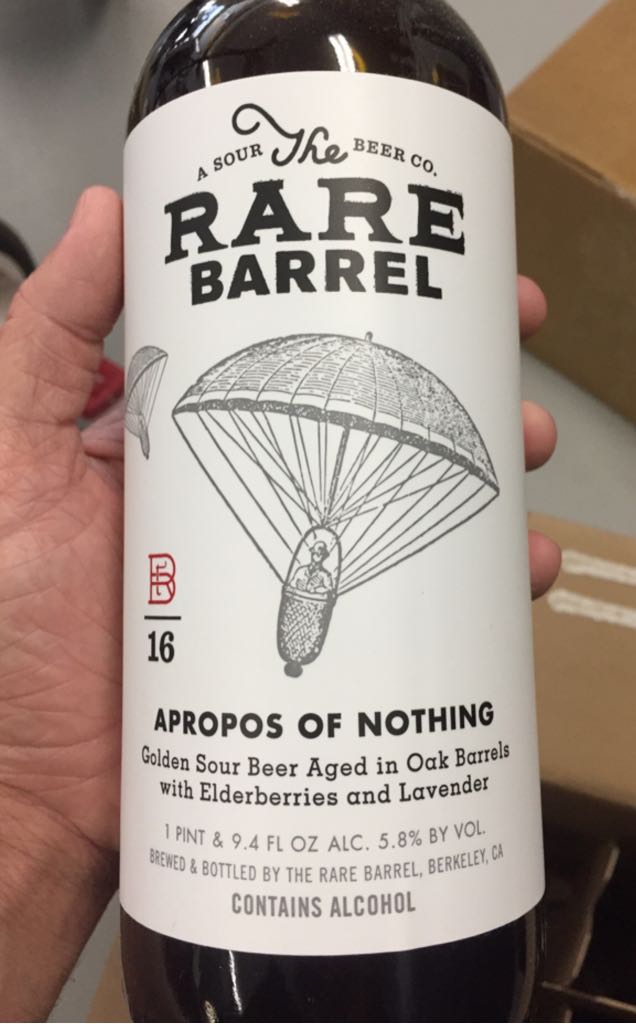 A SOUR The BEER CO.
RARE
BARREL
RB
16
APROPOS OF NOTHING
Golden Sour Beer Aged in Oak Barrels
with Elderberries and Lavender
1 PINT & 9.4 FL OZ ALC. 5.8% BY VOL.
BREWED & BOTTLED BY THE RARE BARREL, BERKELEY, CA
CONTAINS ALCOHOL